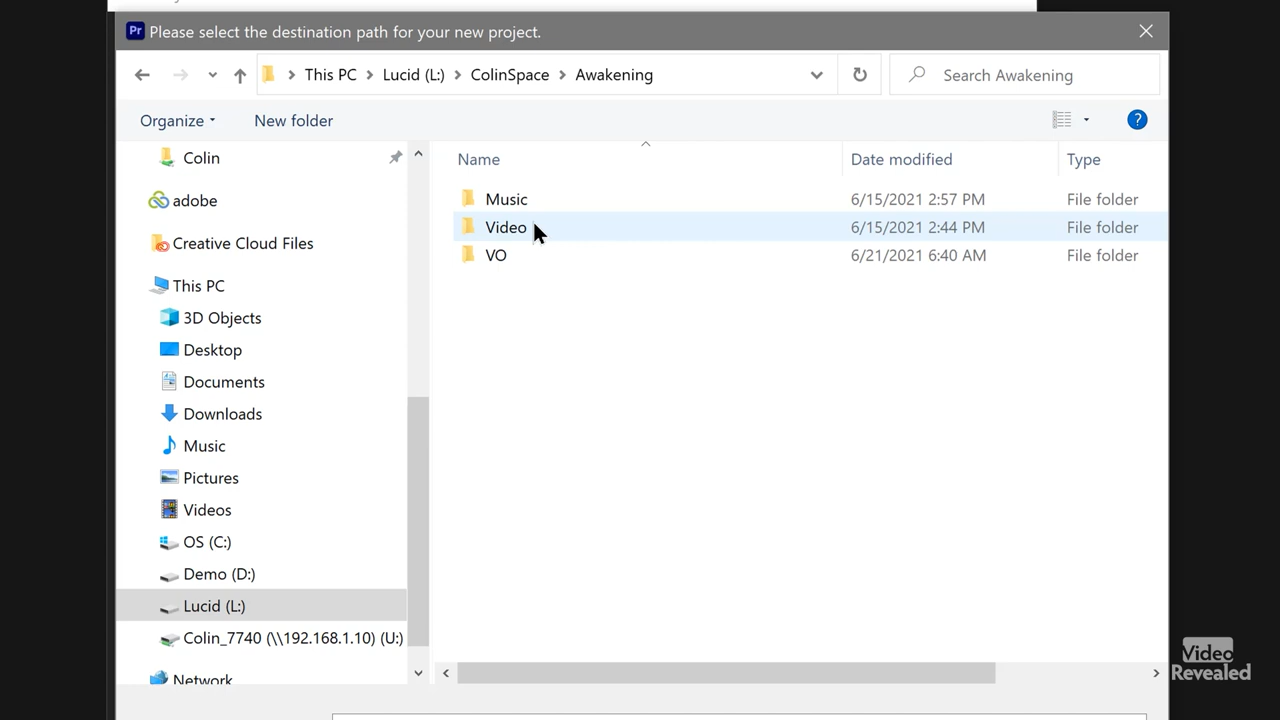 Pr Please select the destination path for your new project.
This PC Lucid (L:) ColinSpace Awakening
Search Awakening
Organize
New folder
?
Colin
adobe
Creative Cloud Files
This PC
3D Objects
Desktop
Documents
Downloads
Music
Pictures
Videos
OS (C:)
Demo (D:)
Lucid (L:)
Colin_7740 (\\192.168.1.10) (U:)
Network
Name Date modified Type
Music 6/15/2021 2:57 PM File folder
Video 6/15/2021 2:44 PM File folder
VO 6/21/2021 6:40 AM File folder
Video
Revealed